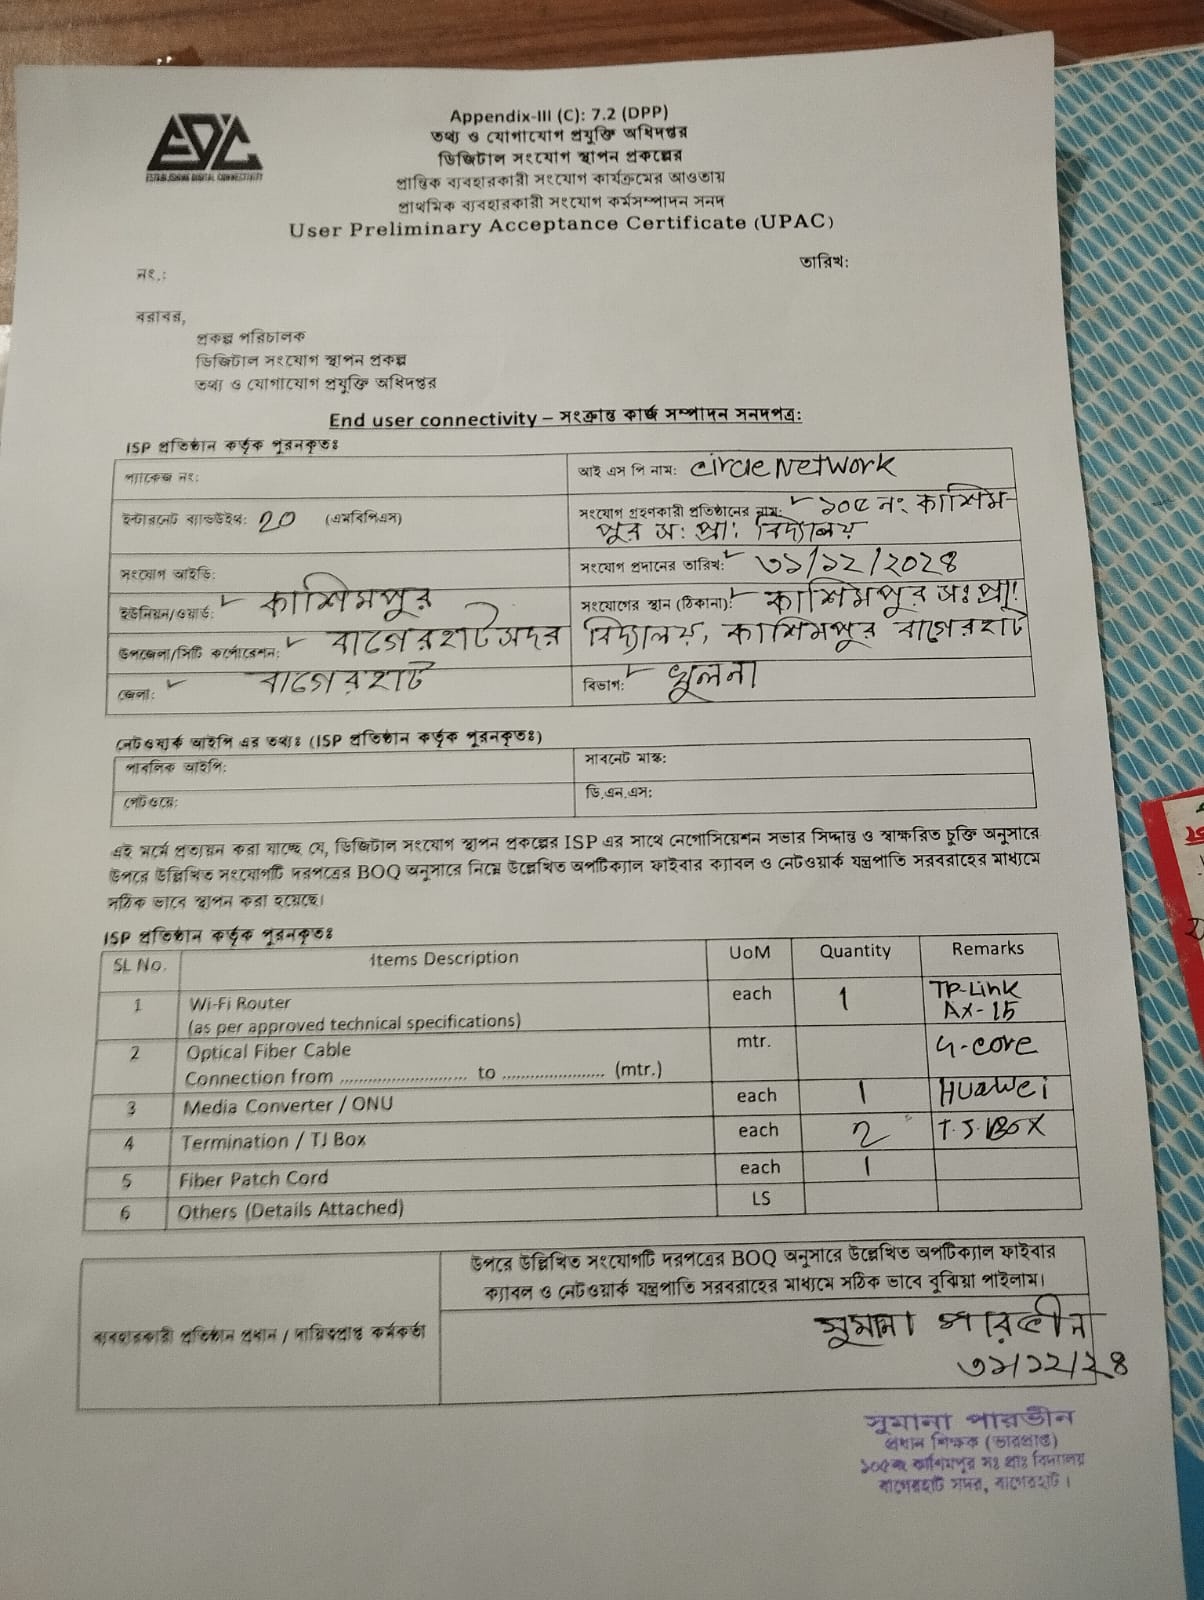 EDC
ESTABLISHING DIGITAL CONNECTIVITY
Appendix-III (C): 7.2 (DPP)
তথ্য ও যোগাযোগ প্রযুক্তি অধিদপ্তর
ডিজিটাল সংযোগ স্থাপন প্রকল্পের
প্রান্তিক ব্যবহারকারী সংযোগ কার্যক্রমের আওতায়
প্রাথমিক ব্যবহারকারী সংযোগ কর্মসম্পাদন সনদ
User Preliminary Acceptance Certificate (UPAC)
নং.:
তারিখ:
বরাবর,
প্রকল্প পরিচালক
ডিজিটাল সংযোগ স্থাপন প্রকল্প
তথ্য ও যোগাযোগ প্রযুক্তি অধিদপ্তর
End user connectivity – সংক্রান্ত কার্জ সম্পাদন সনদপত্র:
ISP প্রতিষ্ঠান কর্তৃক পুরনকৃতঃ
প্যাকেজ নং:
আই এস পি নাম: circle Network
ইন্টারনেট ব্যান্ডউইথ: 20 (এমবিপিএস)
সংযোগ গ্রহণকারী প্রতিষ্ঠানের নাম: ১০৫ নং কাশিম-
পুর স: প্রা: বিদ্যালয়
সংযোগ আইডি:
সংযোগ প্রদানের তারিখ: ৩১/১২/২০২৪
ইউনিয়ন/ওয়ার্ড: কাশিমপুর
সংযোগের স্থান (ঠিকানা): কাশিমপুর সঃ প্রা:
উপজেলা/সিটি কর্পোরেশন: বাগেরহাট সদর
বিদ্যালয়, কাশিমপুর বাগেরহাট
জেলা: বাগেরহাট
বিভাগ: খুলনা
নেটওয়ার্ক আইপি এর তথ্যঃ (ISP প্রতিষ্ঠান কর্তৃক পুরনকৃতঃ)
পাবলিক আইপি:
সাবনেট মাস্ক:
গেটওয়ে:
ডি.এন.এস:
এই মর্মে প্রত্যয়ন করা যাচ্ছে যে, ডিজিটাল সংযোগ স্থাপন প্রকল্পের ISP এর সাথে নেগোসিয়েশন সভার সিদ্দান্ত ও স্বাক্ষরিত চুক্তি অনুসারে
উপরে উল্লিখিত সংযোগটি দরপত্রের BOQ অনুসারে নিম্নে উল্লেখিত অপটিক্যাল ফাইবার ক্যাবল ও নেটওয়ার্ক যন্ত্রপাতি সরবরাহের মাধ্যমে
সঠিক ভাবে স্থাপন করা হয়েছে।
ISP প্রতিষ্ঠান কর্তৃক পুরনকৃতঃ
SL No. Items Description UoM Quantity Remarks
1 Wi-Fi Router each 1 TP-Link
(as per approved technical specifications) AX-15
2 Optical Fiber Cable mtr. 4-core
Connection from ............................ to ....................... (mtr.)
3 Media Converter / ONU each 1 HUAWEi
4 Termination / TJ Box each 2 T.J.BOX
5 Fiber Patch Cord each 1
6 Others (Details Attached) LS
উপরে উল্লিখিত সংযোগটি দরপত্রের BOQ অনুসারে উল্লেখিত অপটিক্যাল ফাইবার
ক্যাবল ও নেটওয়ার্ক যন্ত্রপাতি সরবরাহের মাধ্যমে সঠিক ভাবে বুঝিয়া পাইলাম।
ব্যবহারকারী প্রতিষ্ঠান প্রধান / দায়িত্বপ্রাপ্ত কর্মকর্তা
সুমানা পারভীন
৩১/১২/২৪
সুমানা পারভীন
প্রধান শিক্ষক (ভারপ্রাপ্ত)
১০৫নং কাশিমপুর সঃ প্রাঃ বিদ্যালয়
বাগেরহাট সদর, বাগেরহাট।